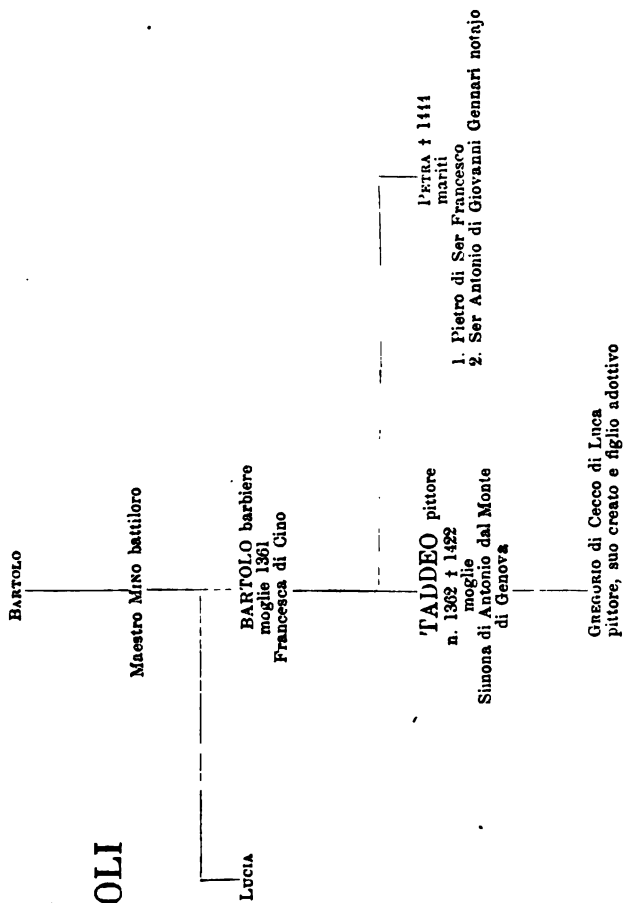 OLI
BARTOLO
Maestro MINO battiloro
LUCIA
BARTOLO barbiere
moglie 1361
Francesca di Cino
TADDEO pittore
n. 1362 † 1422
moglie
Simona di Antonio dal Monte
di Genova
PETRA † 1444
mariti
1. Pietro di Ser Francesco
2. Ser Antonio di Giovanni Gennari notajo
GREGORIO di Cecco di Luca
pittore, suo creato e figlio adottivo